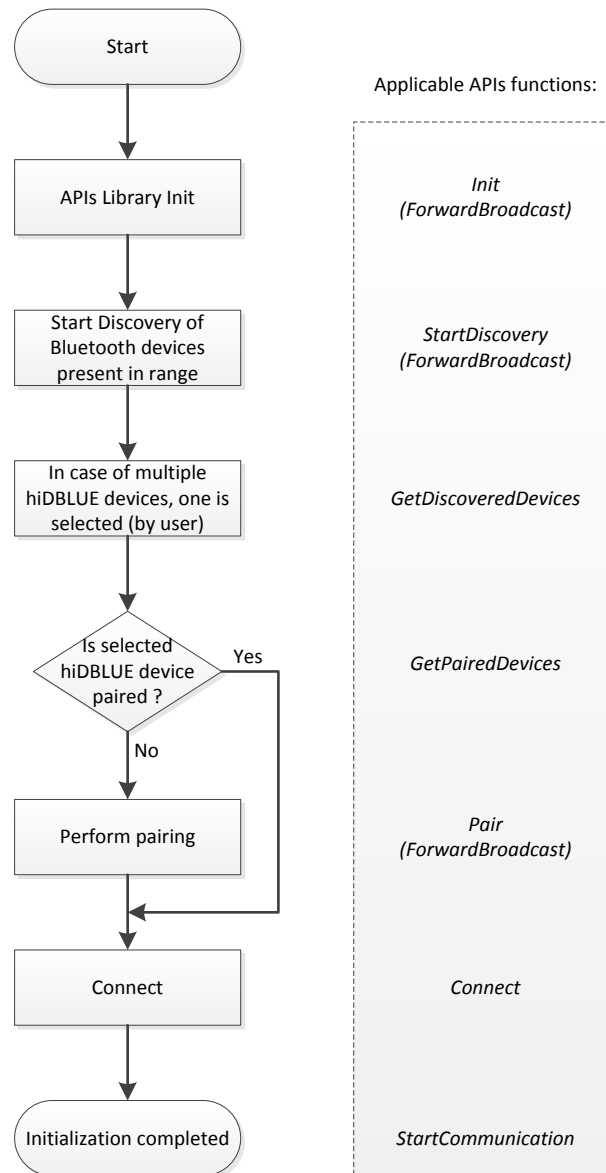 Start
Applicable APIs functions:
APIs Library Init
Init
(ForwardBroadcast)
Start Discovery of
Bluetooth devices
present in range
StartDiscovery
(ForwardBroadcast)
In case of multiple
hiDBLUE devices, one is
selected (by user)
GetDiscoveredDevices
Is selected
hiDBLUE device
paired ?
Yes
No
GetPairedDevices
Perform pairing
Pair
(ForwardBroadcast)
Connect
Connect
Initialization completed
StartCommunication